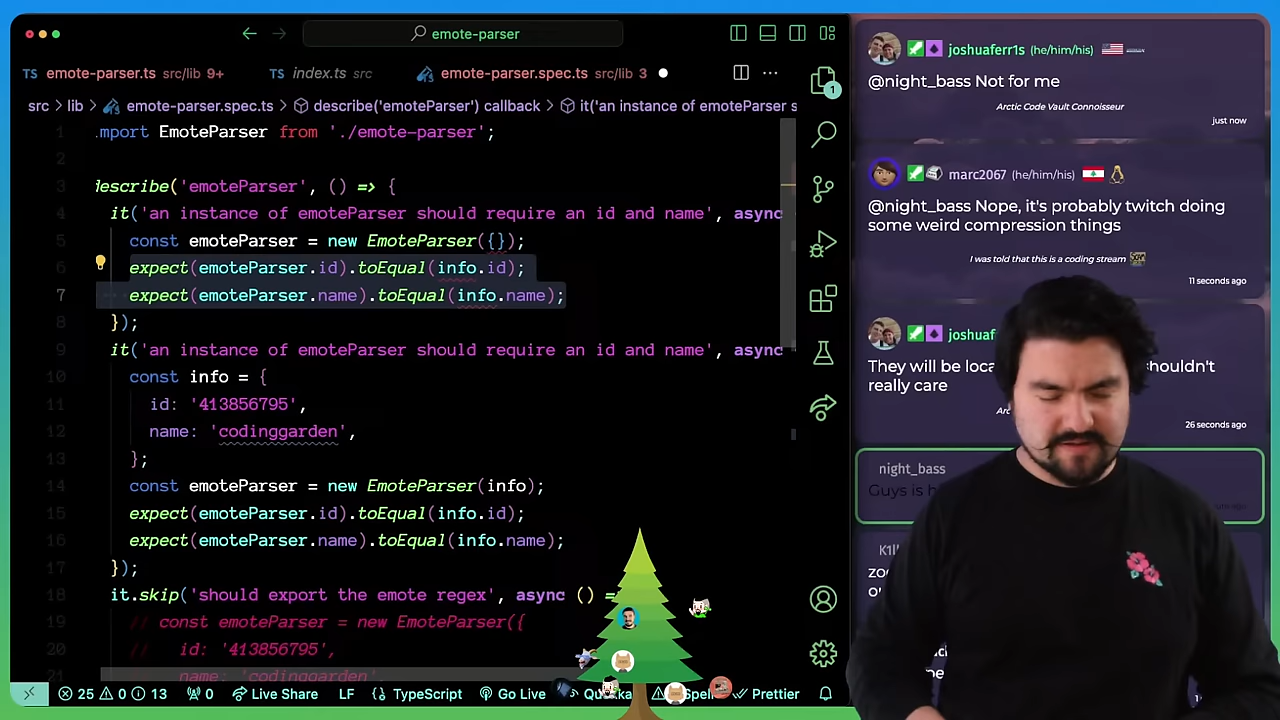 emote-parser
TS emote-parser.ts src/lib 9+
TS index.ts src
emote-parser.spec.ts src/lib 3
src > lib > emote-parser.spec.ts > describe('emoteParser') callback > it('an instance of emoteParser s
1 mport EmoteParser from './emote-parser';
2
3 describe('emoteParser', () => {
4 it('an instance of emoteParser should require an id and name', async
5 const emoteParser = new EmoteParser({});
6 expect(emoteParser.id).toEqual(info.id);
7 expect(emoteParser.name).toEqual(info.name);
8 });
9 it('an instance of emoteParser should require an id and name', async
10 const info = {
11 id: '413856795',
12 name: 'codinggarden',
13 };
14 const emoteParser = new EmoteParser(info);
15 expect(emoteParser.id).toEqual(info.id);
16 expect(emoteParser.name).toEqual(info.name);
17 });
18 it.skip('should export the emote regex', async () =
19 // const emoteParser = new EmoteParser({
20 // id: '413856795',
21 name: 'codinggarden'
25 0 13 0 Live Share LF TypeScript Go Live Spell Prettier
1
joshuaferr1s (he/him/his)
@night_bass Not for me
Arctic Code Vault Connoisseur
just now
marc2067 (he/him/his)
@night_bass Nope, it's probably twitch doing
some weird compression things
I was told that this is a coding stream
11 seconds ago
joshuaf
They will be loca shouldn't
really care
26 seconds ago
night_bass
Guys is